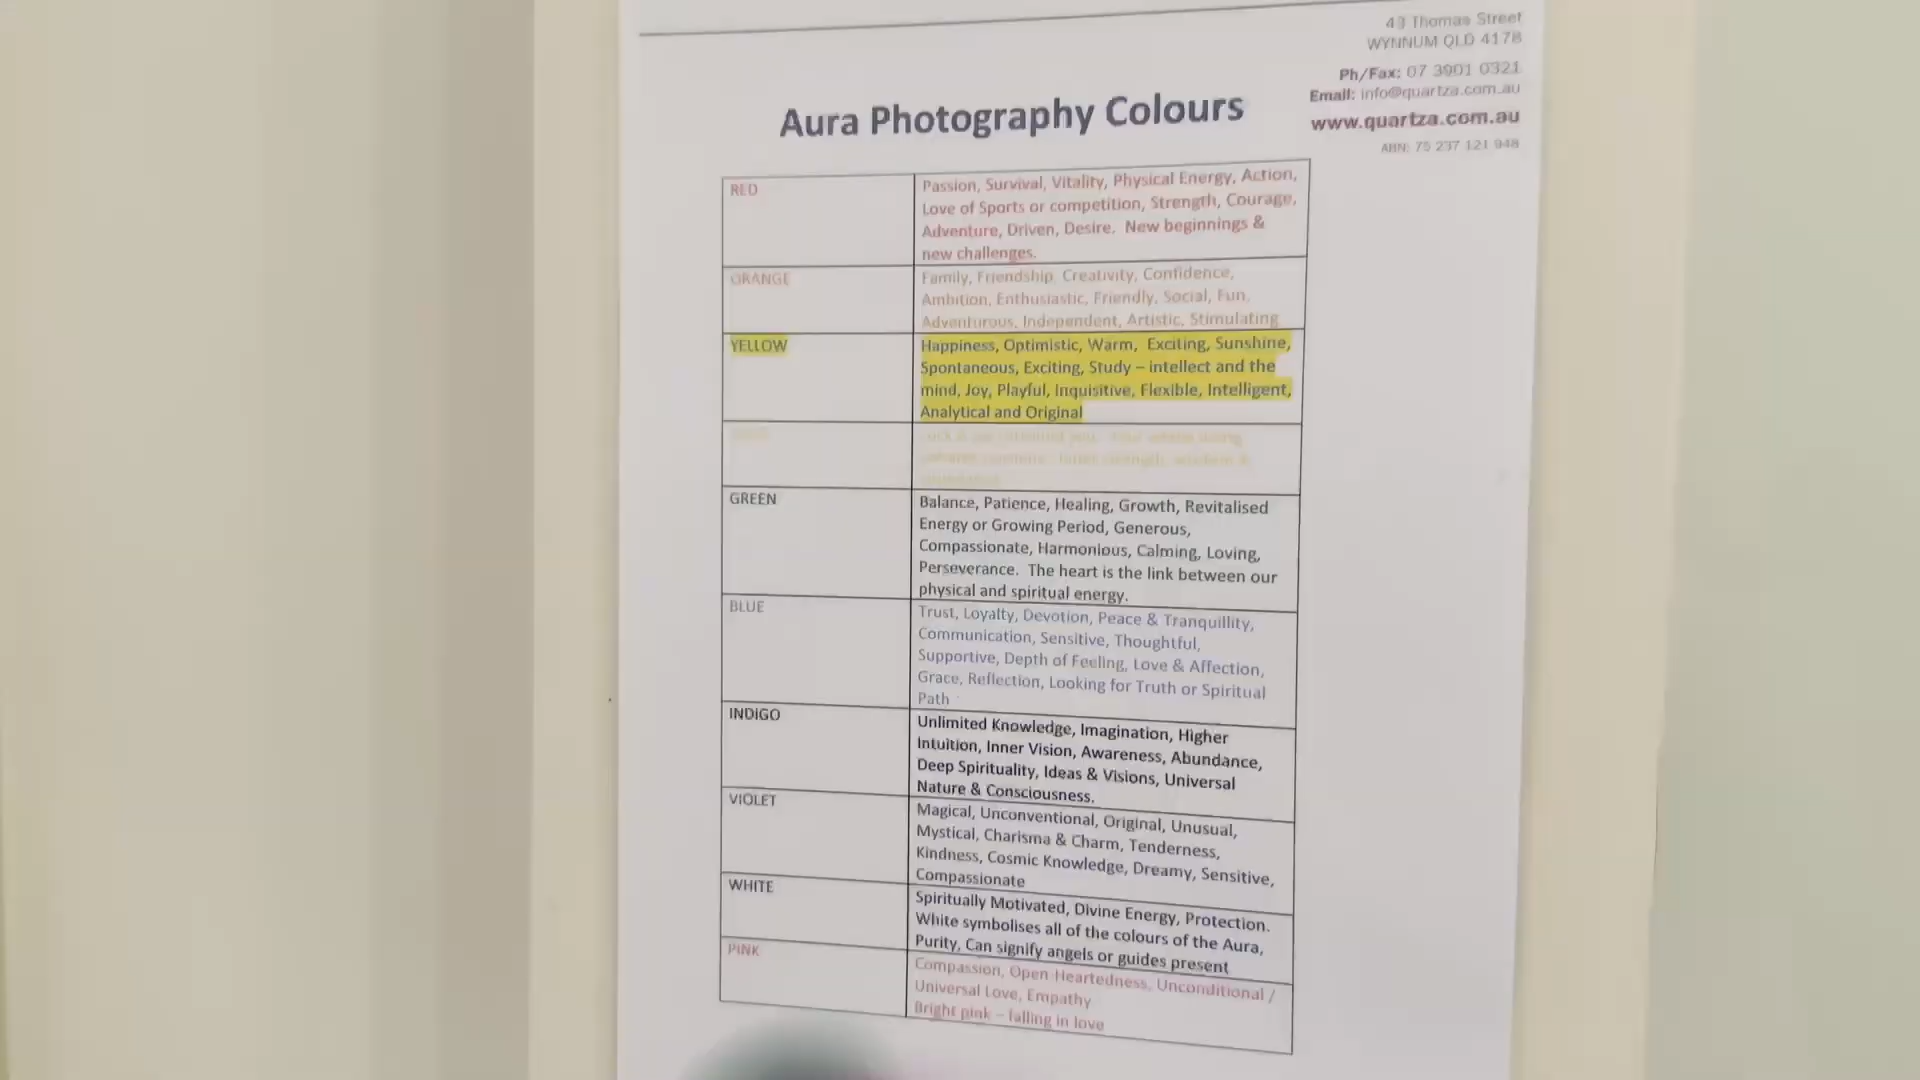 43 Thomas Street
WYNNUM QLD 4178
Ph/Fax: 07 3901 0321
Email: info@quartza.com.au
www.quartza.com.au
ABN: 75 237 121 948
Aura Photography Colours
RED
Passion, Survival, Vitality, Physical Energy, Action,
Love of Sports or competition, Strength, Courage,
Adventure, Driven, Desire. New beginnings &
new challenges.
ORANGE
Family, Friendship, Creativity, Confidence,
Ambition, Enthusiastic, Friendly, Social, Fun,
Adventurous, Independent, Artistic, Stimulating
YELLOW
Happiness, Optimistic, Warm, Exciting, Sunshine,
Spontaneous, Exciting, Study – intellect and the
mind, Joy, Playful, Inquisitive, Flexible, Intelligent,
Analytical and Original
you.
strength, wisdom &
GREEN
Balance, Patience, Healing, Growth, Revitalised
Energy or Growing Period, Generous,
Compassionate, Harmonious, Calming, Loving,
Perseverance. The heart is the link between our
physical and spiritual energy.
BLUE
Trust, Loyalty, Devotion, Peace & Tranquillity,
Communication, Sensitive, Thoughtful,
Supportive, Depth of Feeling, Love & Affection,
Grace, Reflection, Looking for Truth or Spiritual
Path
INDIGO
Unlimited Knowledge, Imagination, Higher
Intuition, Inner Vision, Awareness, Abundance,
Deep Spirituality, Ideas & Visions, Universal
Nature & Consciousness.
VIOLET
Magical, Unconventional, Original, Unusual,
Mystical, Charisma & Charm, Tenderness,
Kindness, Cosmic Knowledge, Dreamy, Sensitive,
Compassionate
WHITE
Spiritually Motivated, Divine Energy, Protection.
White symbolises all of the colours of the Aura,
Purity, Can signify angels or guides present
PINK
Compassion, Open Heartedness, Unconditional /
Universal Love, Empathy
Bright pink – falling in love